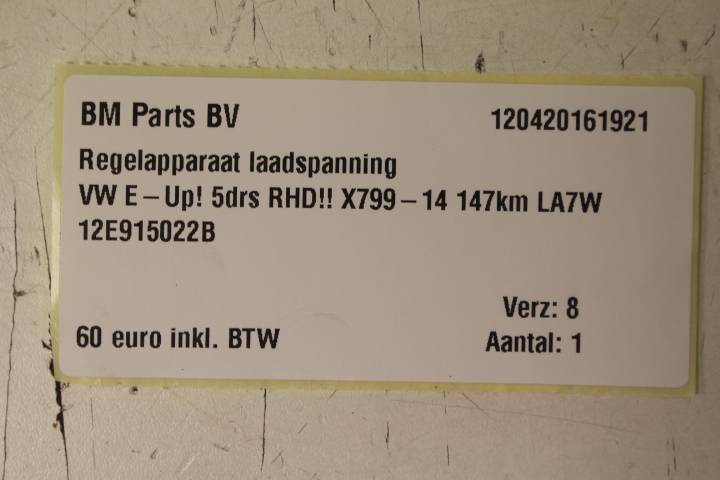 BM Parts BV 120420161921
Regelapparaat laadspanning
VW E-Up! 5drs RHD!! X799-14 147km LA7W
12E915022B
Verz: 8
60 euro inkl. BTW Aantal: 1